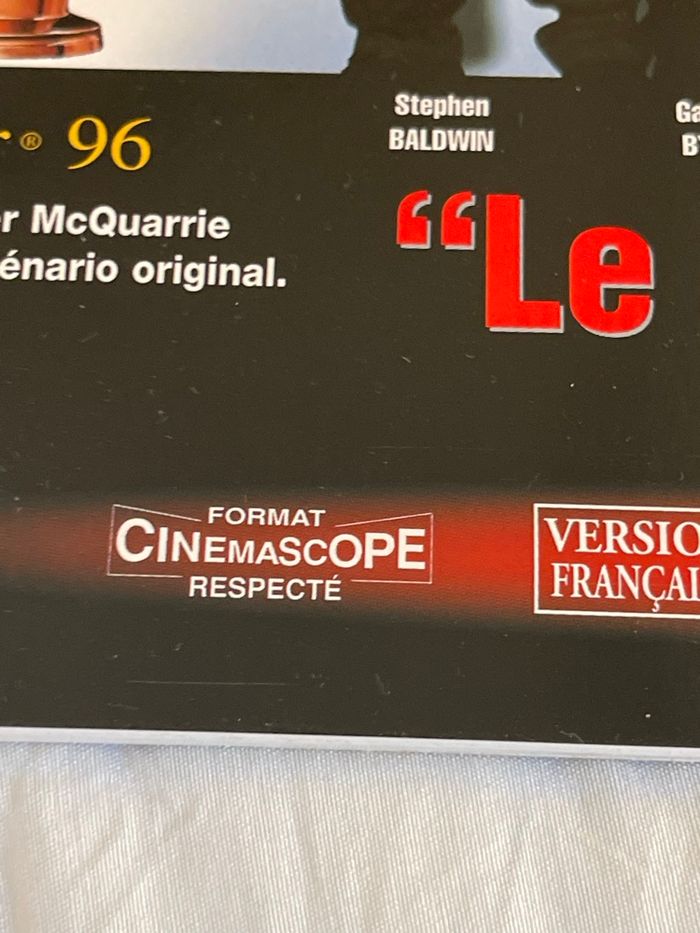 ® 96
Stephen
BALDWIN
r McQuarrie
énario original.
“Le
FORMAT
CINEMASCOPE
RESPECTÉ
VERSIO
FRANÇAI